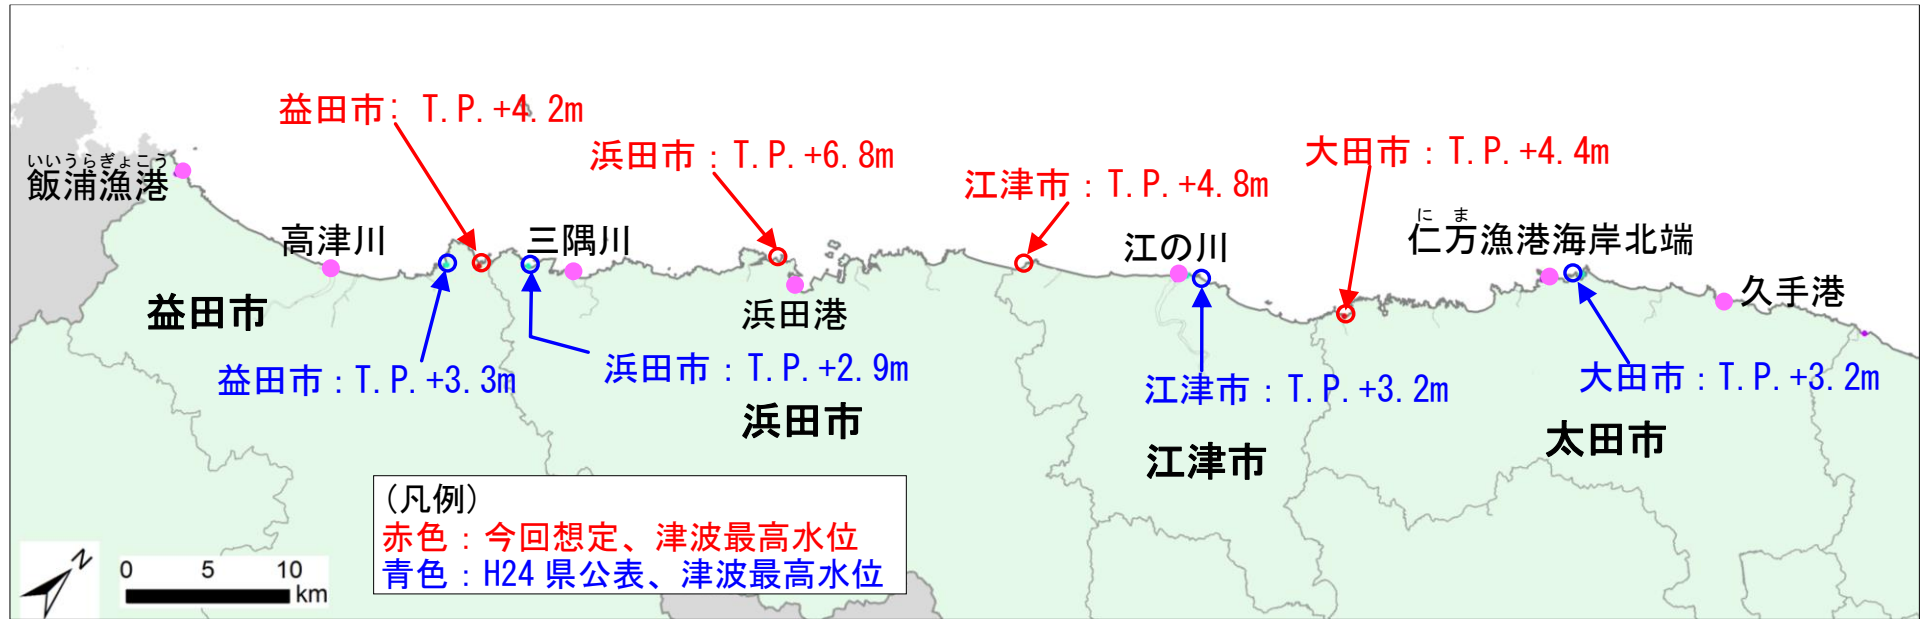 益田市：T.P.+4.2m
浜田市：T.P.+6.8m
大田市：T.P.+4.4m
いいうらぎょこう
飯浦漁港
江津市：T.P.+4.8m
高津川
三隅川
江の川
にま
仁万漁港海岸北端
益田市
浜田港
久手港
益田市：T.P.+3.3m
浜田市：T.P.+2.9m
江津市：T.P.+3.2m
大田市：T.P.+3.2m
浜田市
江津市
太田市
(凡例)
赤色：今回想定、津波最高水位
青色：H24県公表、津波最高水位
N
0 5 10
km